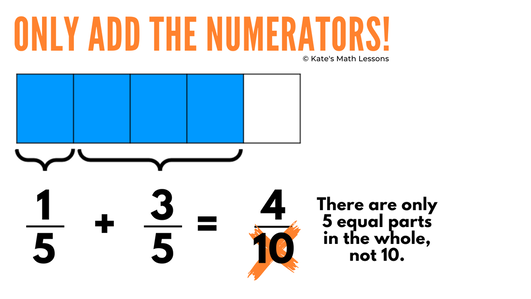 ONLY ADD THE NUMERATORS!
© Kate's Math Lessons
1/5 + 3/5 = 4/10
There are only
5 equal parts
in the whole,
not 10.